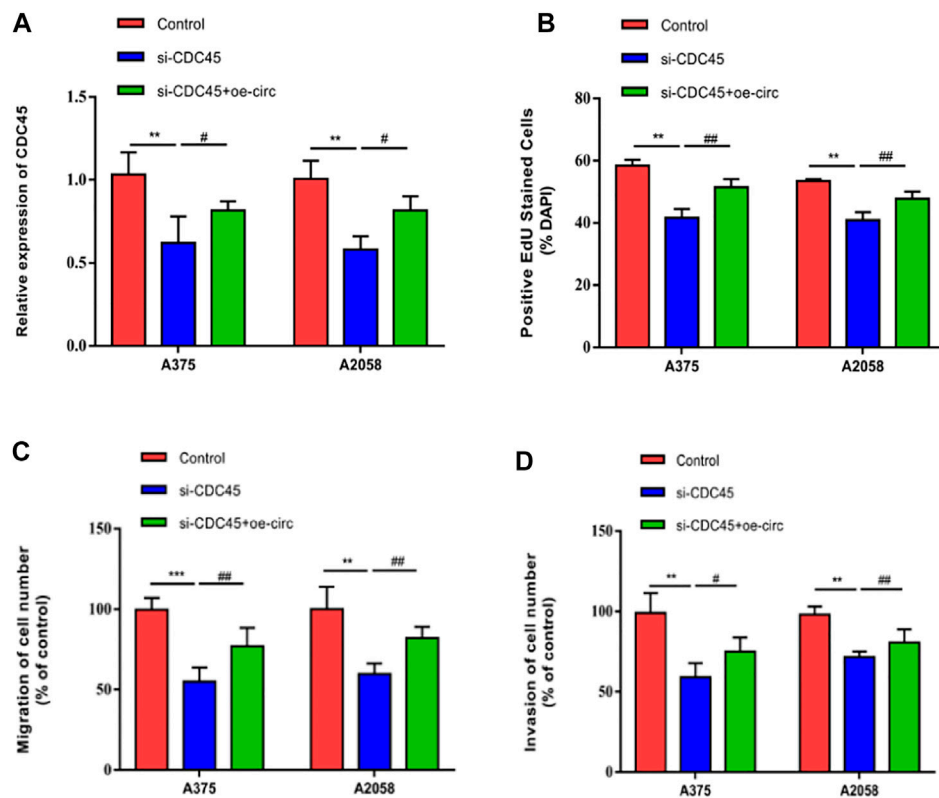 A
Control
si-CDC45
si-CDC45+oe-circ
Relative expression of CDC45
1.5
1.0
0.5
0.0
** #
** #
A375
A2058
B
Control
si-CDC45
si-CDC45+oe-circ
Positive EdU Stained Cells
(% DAPI)
80
60
40
20
0
** ##
** ##
A375
A2058
C
Control
si-CDC45
si-CDC45+oe-circ
Migration of cell number
(% of control)
150
100
50
0
*** ##
** ##
A375
A2058
D
Control
si-CDC45
si-CDC45+oe-circ
Invasion of cell number
(% of control)
150
100
50
0
** #
** ##
A375
A2058